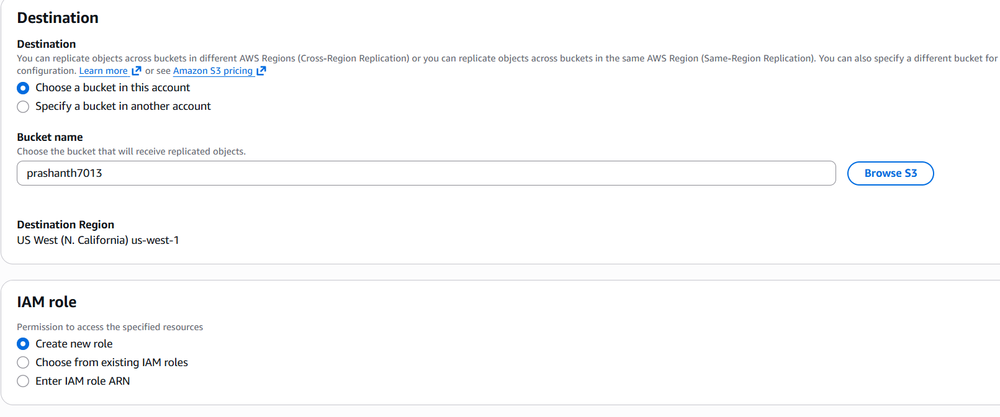 Destination
Destination
You can replicate objects across buckets in different AWS Regions (Cross-Region Replication) or you can replicate objects across buckets in the same AWS Region (Same-Region Replication). You can also specify a different bucket for
configuration. Learn more or see Amazon S3 pricing
Choose a bucket in this account
Specify a bucket in another account
Bucket name
Choose the bucket that will receive replicated objects.
prashanth7013
Browse S3
Destination Region
US West (N. California) us-west-1
IAM role
Permission to access the specified resources
Create new role
Choose from existing IAM roles
Enter IAM role ARN